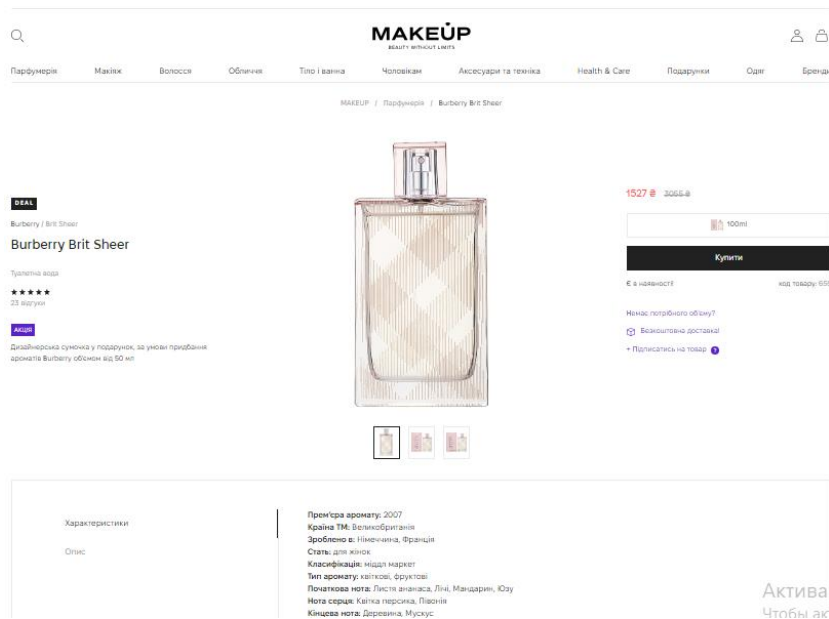 MAKEUP
BEAUTY WITHOUT LIMITS
Парфумерія Макіяж Волосся Обличчя Тіло і ванна Чоловікам Аксесуари та техніка Health & Care Подарунки Одяг Бренди
MAKEUP / Парфумерія / Burberry Brit Sheer
DEAL
Burberry / Brit Sheer
Burberry Brit Sheer
Туалетна вода
23 відгуки
АКЦІЯ
Дизайнерська сумочка у подарунок, за умови придбання
ароматів Burberry об'ємом від 50 мл
1527 ₴ 3055 ₴
100ml
Купити
Є в наявності! код товару:
Немає потрібного об'єму?
Безкоштовна доставка!
+ Підписатись на товар
Характеристики
Опис
Прем'єра аромату: 2007
Країна ТМ: Великобританія
Зроблено в: Німеччина, Франція
Стать: для жінок
Класифікація: міддл маркет
Тип аромату: квіткові, фруктові
Початкова нота: Листя ананаса, Лічі, Мандарин, Юзу
Нота серця: Квітка персика, Півонія
Кінцева нота: Деревина, Мускус
Актива
Чтобы ак